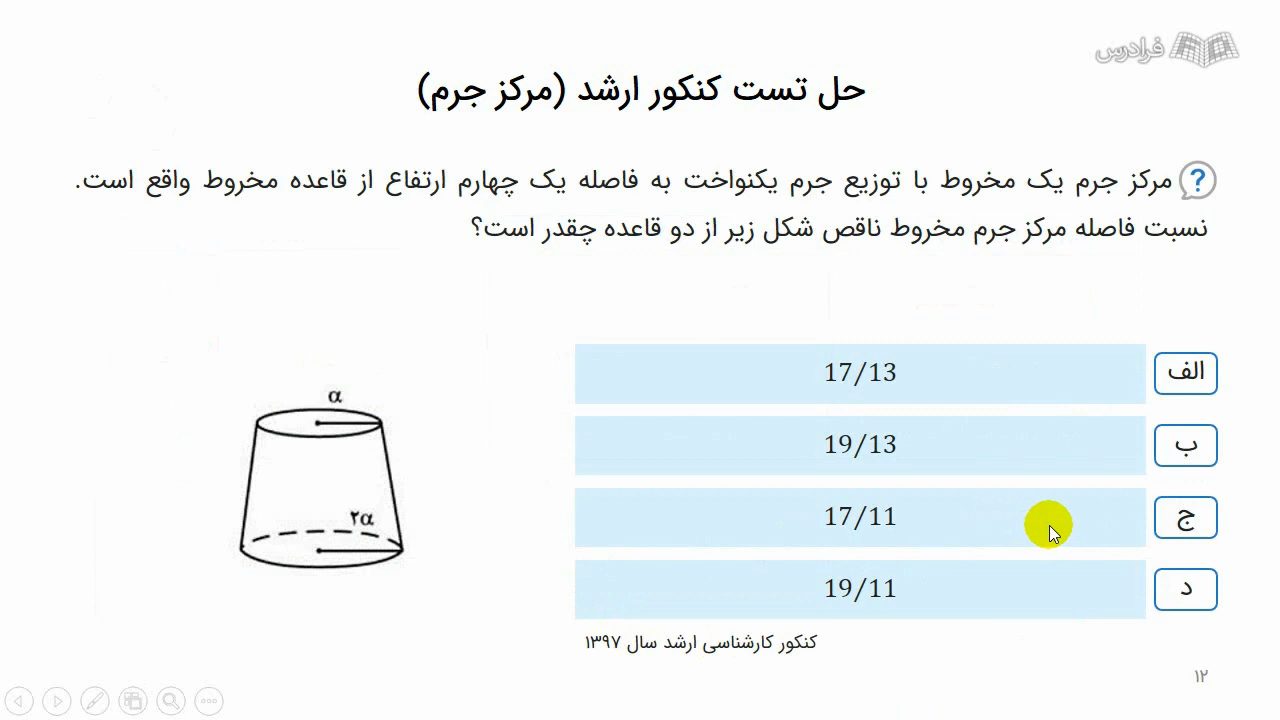 فرادرس
حل تست کنکور ارشد (مرکز جرم)
? مرکز جرم یک مخروط با توزیع جرم یکنواخت به فاصله یک چهارم ارتفاع از قاعده مخروط واقع است.
نسبت فاصله مرکز جرم مخروط ناقص شکل زیر از دو قاعده چقدر است؟
الف 17/13
ب 19/13
ج 17/11
د 19/11
α
۲α
کنکور کارشناسی ارشد سال ۱۳۹۷
۱۲